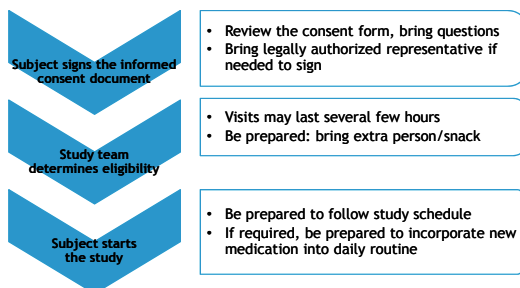 Subject signs the informed
consent document
• Review the consent form, bring questions
• Bring legally authorized representative if
needed to sign
Study team
determines eligibility
• Visits may last several few hours
• Be prepared: bring extra person/snack
Subject starts
the study
• Be prepared to follow study schedule
• If required, be prepared to incorporate new
medication into daily routine